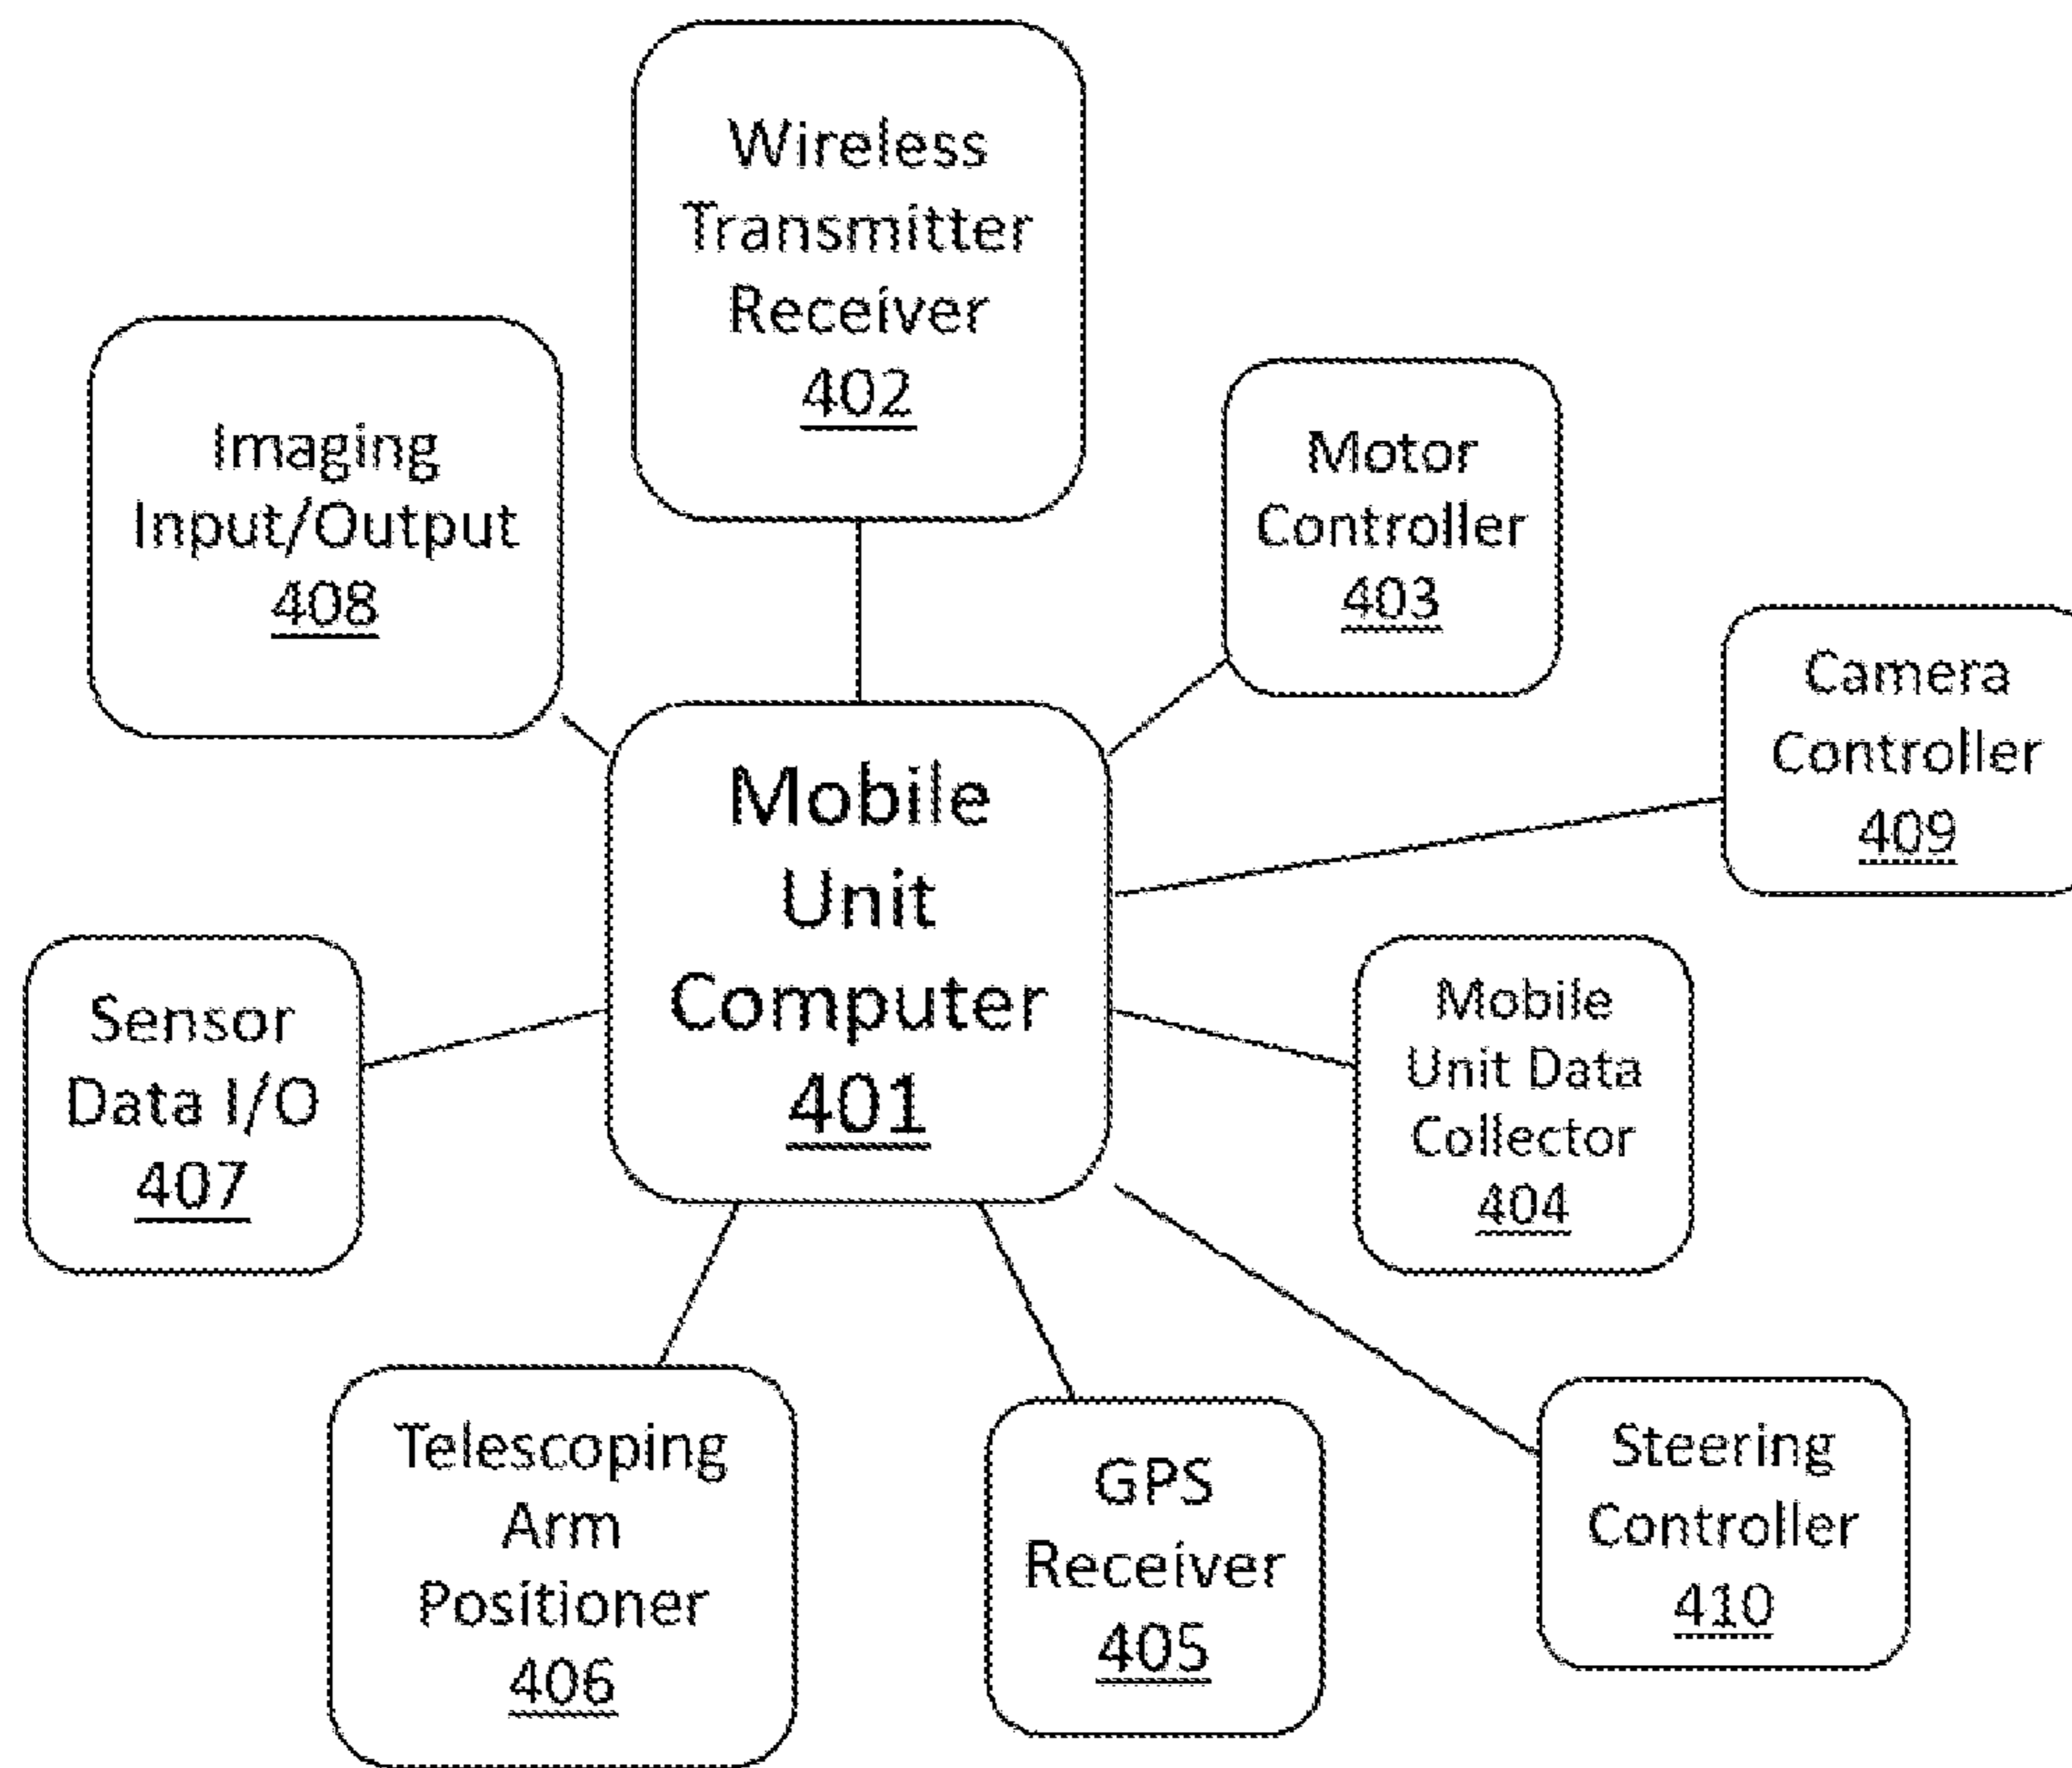 Wireless
Transmitter
Receiver
402
Imaging
Input/Output
408
Motor
Controller
403
Camera
Controller
409
Mobile
Unit
Computer
401
Sensor
Data I/O
407
Mobile
Unit Data
Collector
404
Telescoping
Arm
Positioner
406
GPS
Receiver
405
Steering
Controller
410